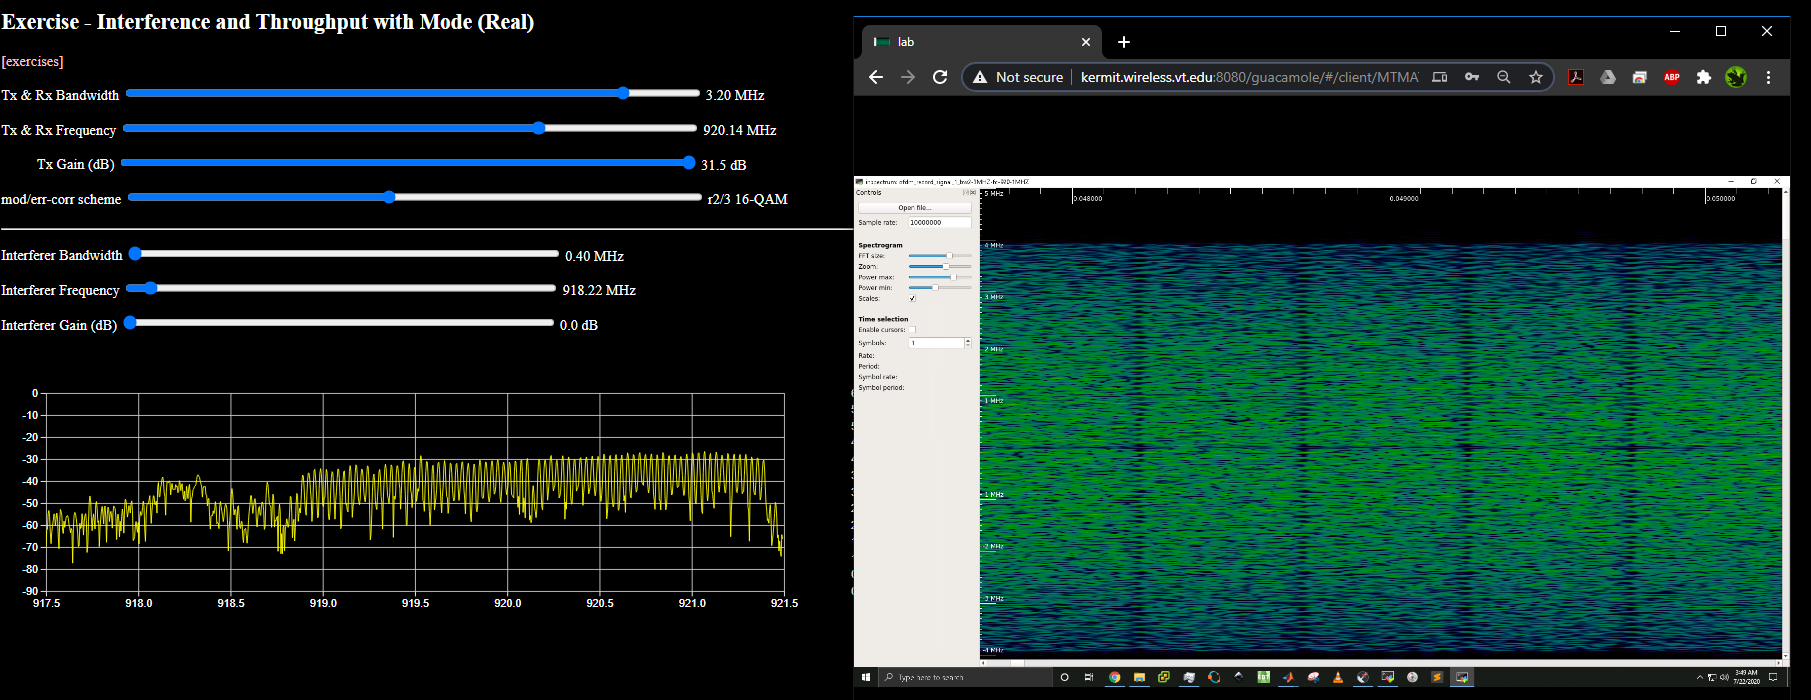 Exercise - Interference and Throughput with Mode (Real)
[exercises]
Tx & Rx Bandwidth 3.20 MHz
Tx & Rx Frequency 920.14 MHz
Tx Gain (dB) 31.5 dB
mod/err-corr scheme r2/3 16-QAM
Interferer Bandwidth 0.40 MHz
Interferer Frequency 918.22 MHz
Interferer Gain (dB) 0.0 dB
0
-10
-20
-30
-40
-50
-60
-70
-80
-90
917.5 918.0 918.5 919.0 919.5 920.0 920.5 921.0 921.5
lab
Not secure kermit.wireless.vt.edu:8080/guacamole/#/client/MTMA
ABP
Controls
Open file...
Sample rate: 10000000
Spectrogram
FFT size:
Zoom:
Power max:
Power min:
Scales:
Time selection
Enable cursors:
Symbols: 1
Rate:
Period:
Symbol rate:
Symbol period:
0.048000 0.049000 0.050000
5 MHz
4 MHz
3 MHz
2 MHz
1 MHz
-1 MHz
-2 MHz
-3 MHz
-4 MHz
Type here to search
3:49 AM
7/22/2020